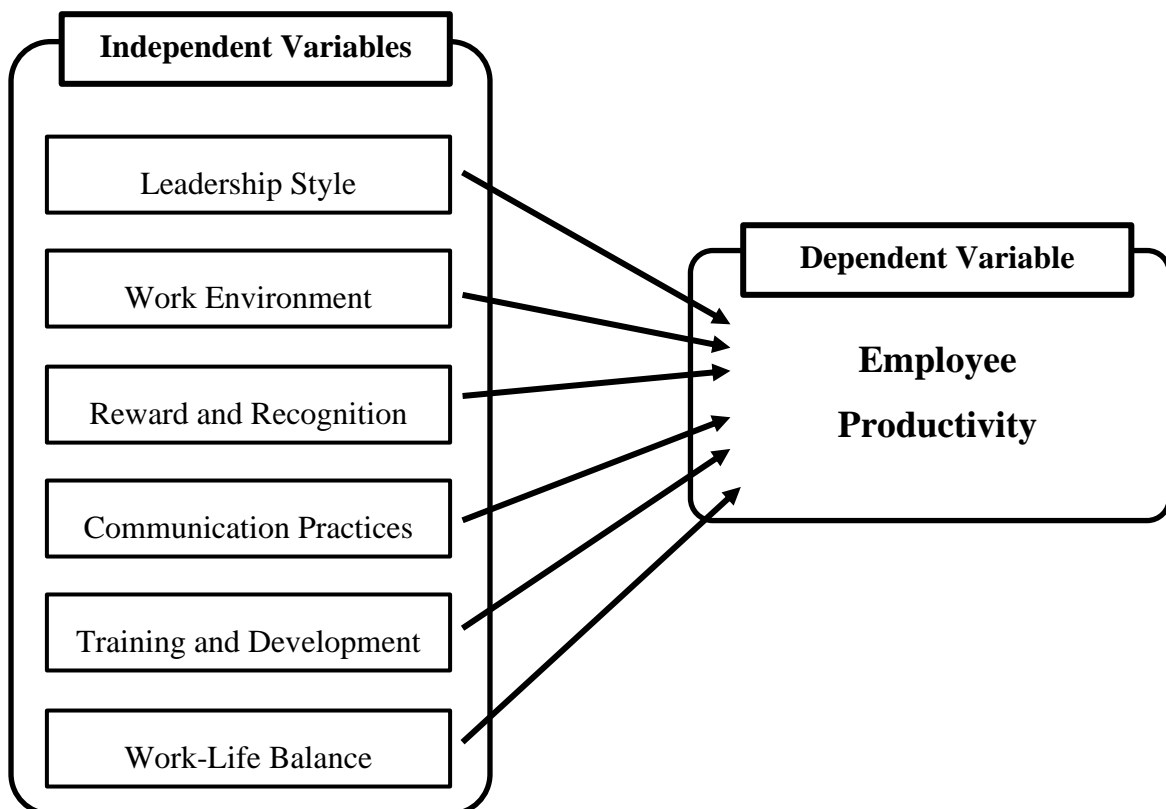 Independent Variables
Leadership Style
Work Environment
Reward and Recognition
Communication Practices
Training and Development
Work-Life Balance
Dependent Variable
Employee
Productivity